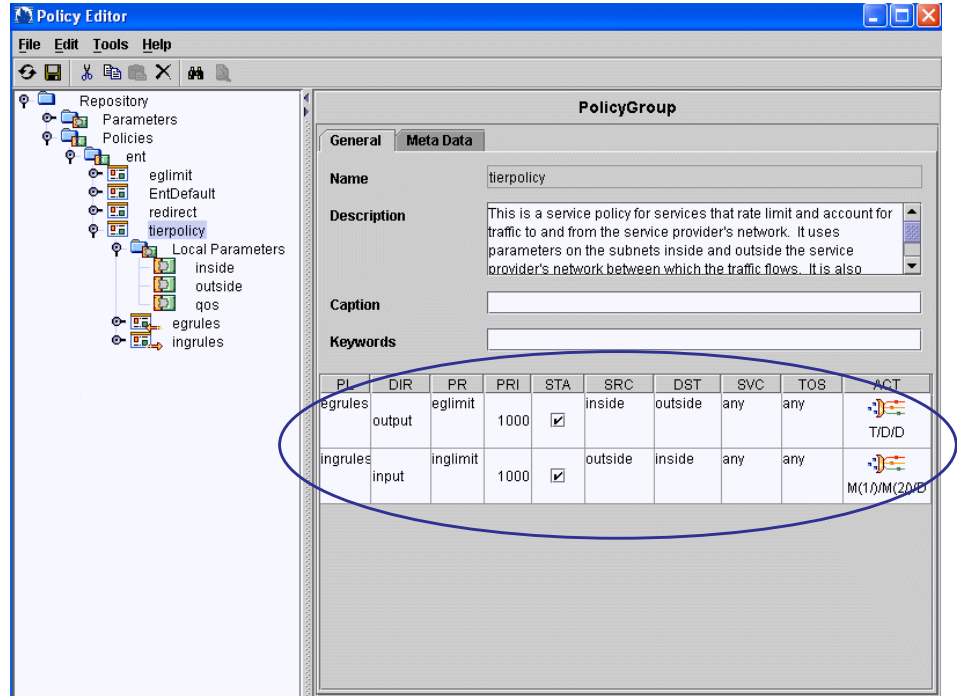 Policy Editor
File Edit Tools Help
Repository
Parameters
Policies
ent
eglimit
EntDefault
redirect
tierpolicy
Local Parameters
inside
outside
qos
egrules
ingrules
PolicyGroup
General Meta Data
Name tierpolicy
Description This is a service policy for services that rate limit and account for
traffic to and from the service provider's network. It uses
parameters on the subnets inside and outside the service
provider's network between which the traffic flows. It is also
Caption
Keywords
PL DIR PR PRI STA SRC DST SVC TOS ACT
egrules output eglimit 1000 inside outside any any T/D/D
ingrules input inglimit 1000 outside inside any any M(1/)/M(2/)/D